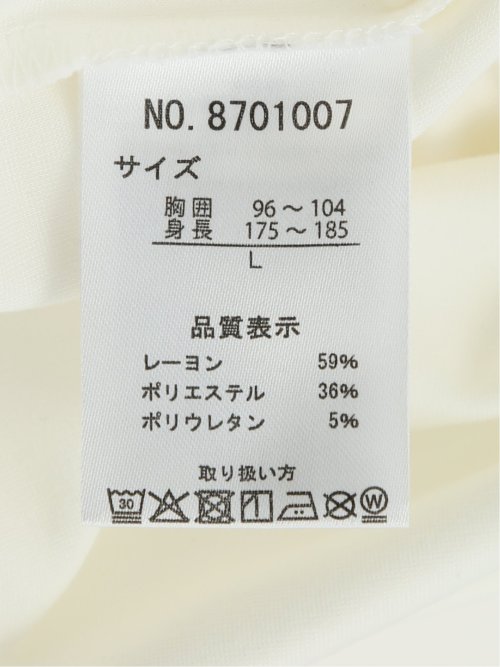 NO. 8701007
サイズ
胸囲 96～104
身長 175～185
L
品質表示
レーヨン 59%
ポリエステル 36%
ポリウレタン 5%
取り扱い方
30 W